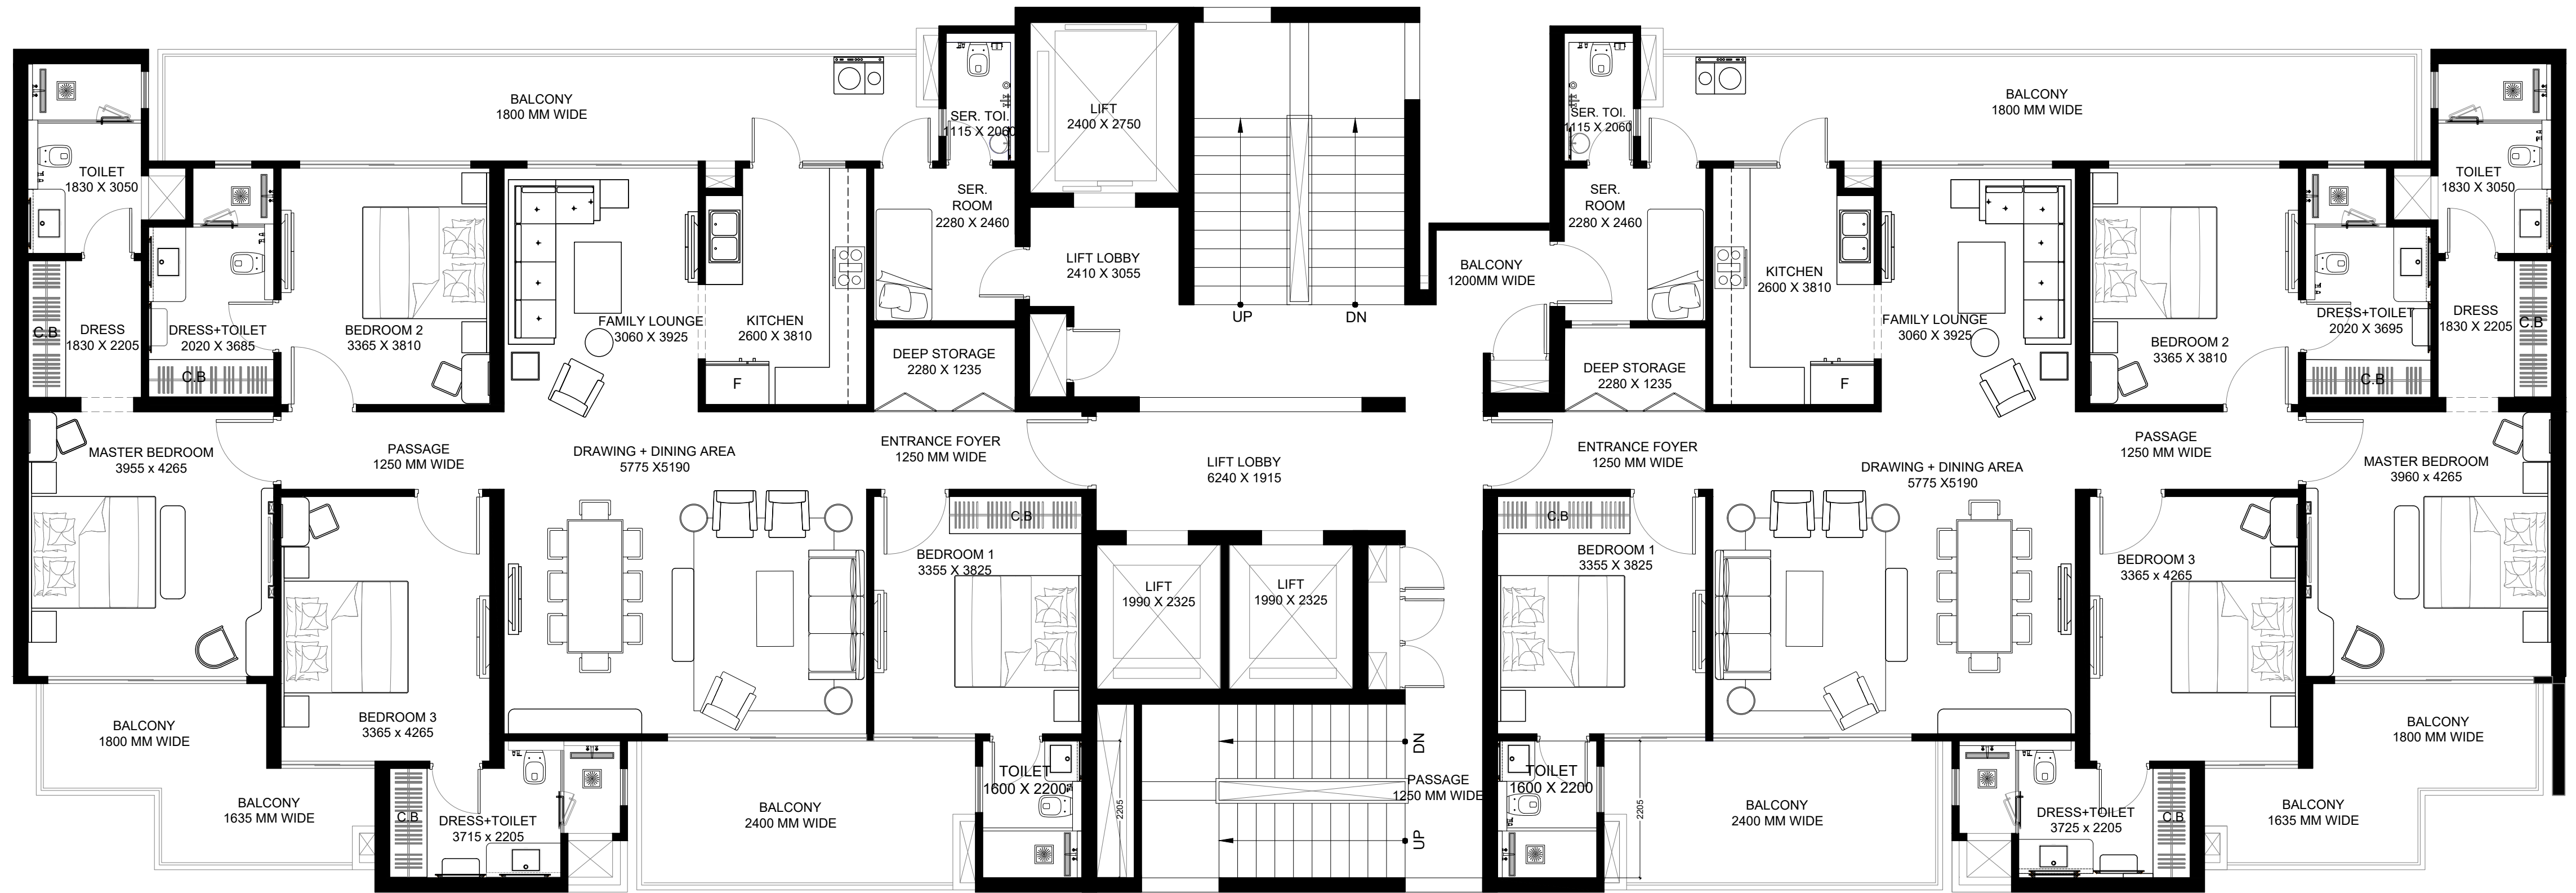 BALCONY
1800 MM WIDE
SER. TOI.
1115 X 2060
LIFT
2400 X 2750
SER. TOI.
1115 X 2060
BALCONY
1800 MM WIDE
TOILET
1830 X 3050
SER.
ROOM
2280 X 2460
LIFT LOBBY
2410 X 3055
UP
DN
BALCONY
1200MM WIDE
SER.
ROOM
2280 X 2460
TOILET
1830 X 3050
C.B
DRESS
1830 X 2205
DRESS+TOILET
2020 X 3685
C.B
BEDROOM 2
3365 X 3810
FAMILY LOUNGE
3060 X 3925
KITCHEN
2600 X 3810
F
DEEP STORAGE
2280 X 1235
DEEP STORAGE
2280 X 1235
KITCHEN
2600 X 3810
F
FAMILY LOUNGE
3060 X 3925
BEDROOM 2
3365 X 3810
DRESS+TOILET
2020 X 3695
C.B
DRESS
1830 X 2205
C.B
MASTER BEDROOM
3955 x 4265
PASSAGE
1250 MM WIDE
DRAWING + DINING AREA
5775 X5190
ENTRANCE FOYER
1250 MM WIDE
LIFT LOBBY
6240 X 1915
ENTRANCE FOYER
1250 MM WIDE
DRAWING + DINING AREA
5775 X5190
PASSAGE
1250 MM WIDE
MASTER BEDROOM
3960 x 4265
C.B
BEDROOM 1
3355 X 3825
LIFT
1990 X 2325
LIFT
1990 X 2325
C.B
BEDROOM 1
3355 X 3825
BEDROOM 3
3365 x 4265
BALCONY
1800 MM WIDE
BEDROOM 3
3365 x 4265
BALCONY
1800 MM WIDE
BALCONY
1635 MM WIDE
C.B
DRESS+TOILET
3715 x 2205
BALCONY
2400 MM WIDE
TOILET
1600 X 2200
2205
DN
PASSAGE
1250 MM WIDE
UP
TOILET
1600 X 2200
2205
BALCONY
2400 MM WIDE
DRESS+TOILET
3725 x 2205
C.B
BALCONY
1635 MM WIDE